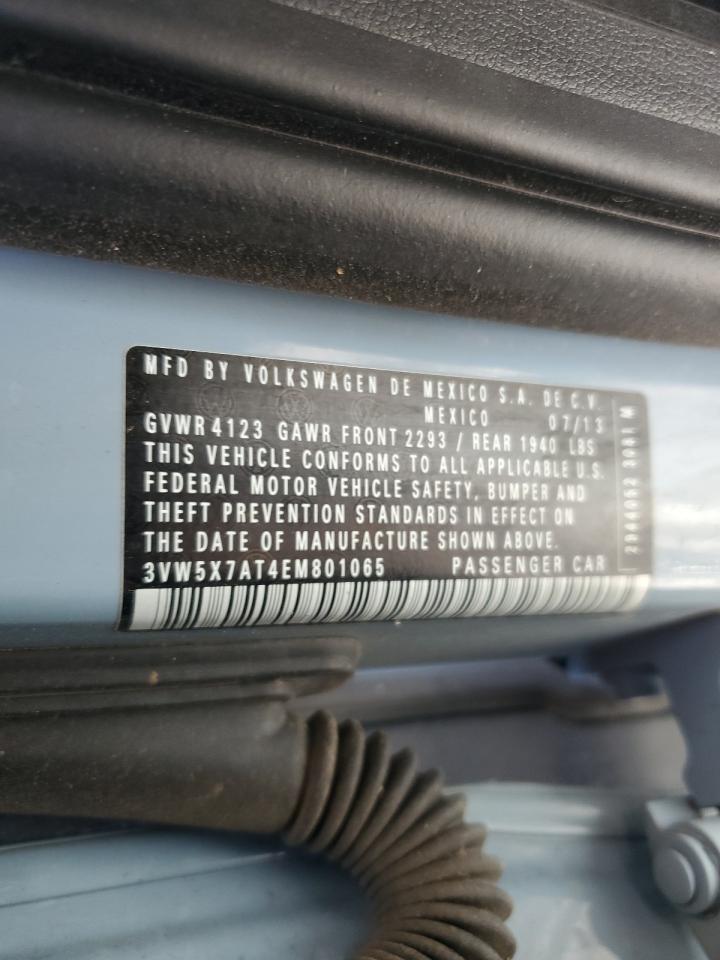 MFD BY VOLKSWAGEN DE MEXICO S.A. DE C.V.
MEXICO 07/13
GVWR 4123 GAWR FRONT 2293 / REAR 1940 LBS
THIS VEHICLE CONFORMS TO ALL APPLICABLE U.S.
FEDERAL MOTOR VEHICLE SAFETY, BUMPER AND
THEFT PREVENTION STANDARDS IN EFFECT ON
THE DATE OF MANUFACTURE SHOWN ABOVE.
3VW5X7AT4EM801065 PASSENGER CAR